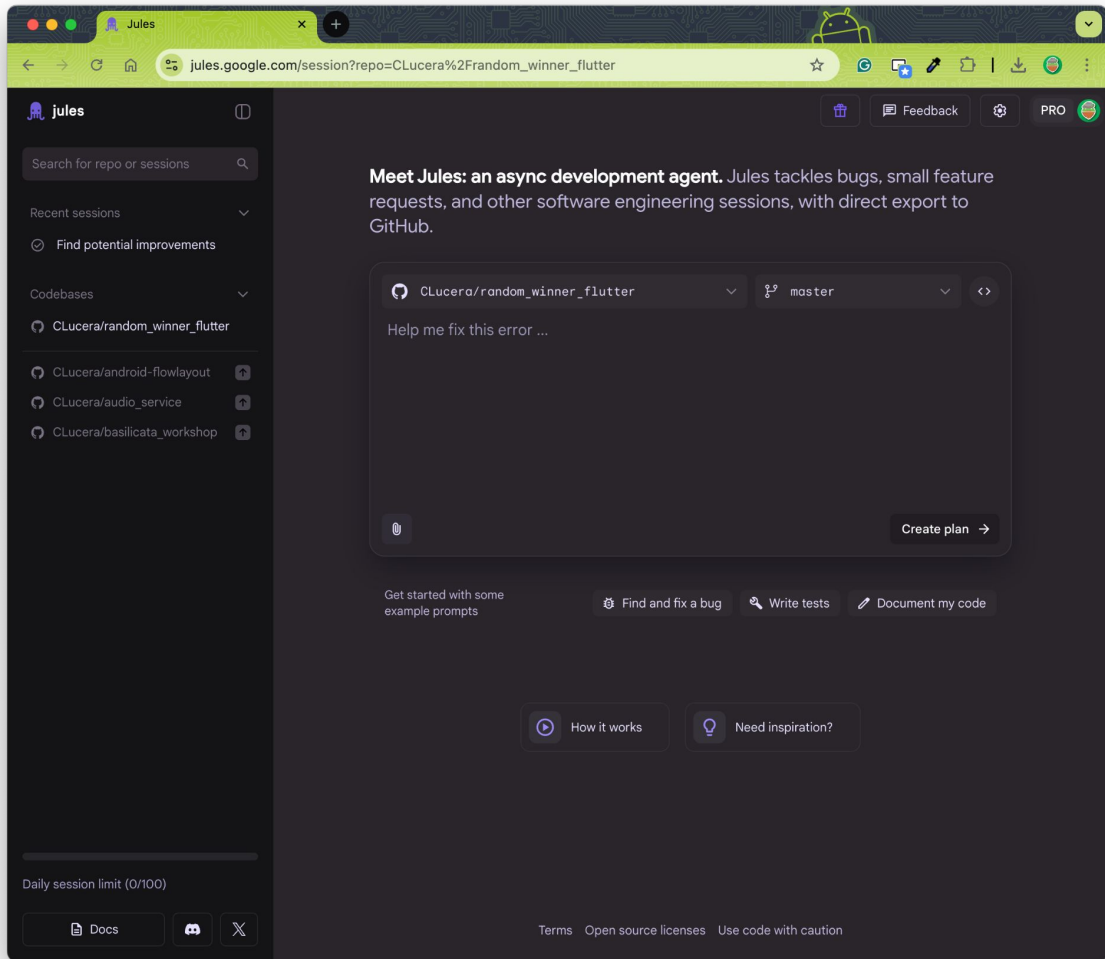 Jules
jules.google.com/session?repo=CLucera%2Frandom_winner_flutter
jules
Search for repo or sessions
Recent sessions
Find potential improvements
Codebases
CLucera/random_winner_flutter
CLucera/android-flowlayout
CLucera/audio_service
CLucera/basilicata_workshop
Daily session limit (0/100)
Docs
Feedback
PRO
Meet Jules: an async development agent. Jules tackles bugs, small feature
requests, and other software engineering sessions, with direct export to
GitHub.
CLucera/random_winner_flutter
master
Help me fix this error ...
Create plan
Get started with some
example prompts
Find and fix a bug
Write tests
Document my code
How it works
Need inspiration?
Terms Open source licenses Use code with caution